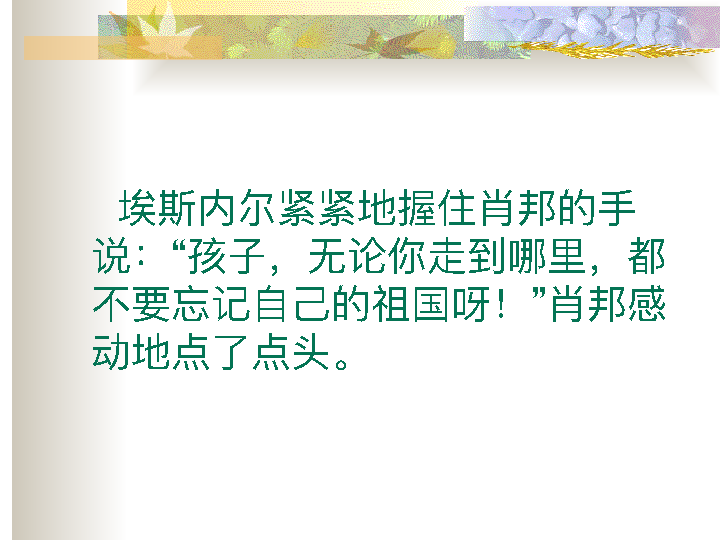 埃斯内尔紧紧地握住肖邦的手
说：“孩子，无论你走到哪里，都
不要忘记自己的祖国呀！”肖邦感
动地点了点头。